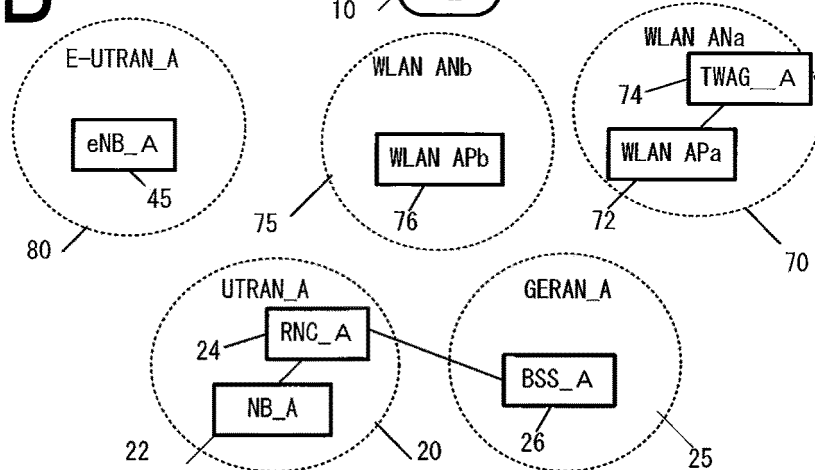 B
10
E-UTRAN_A
eNB_A
45
80
WLAN ANb
WLAN APb
75
76
WLAN ANa
TWAG__A
74
WLAN APa
72
70
UTRAN_A
RNC_A
24
NB_A
22
20
GERAN_A
BSS_A
26
25